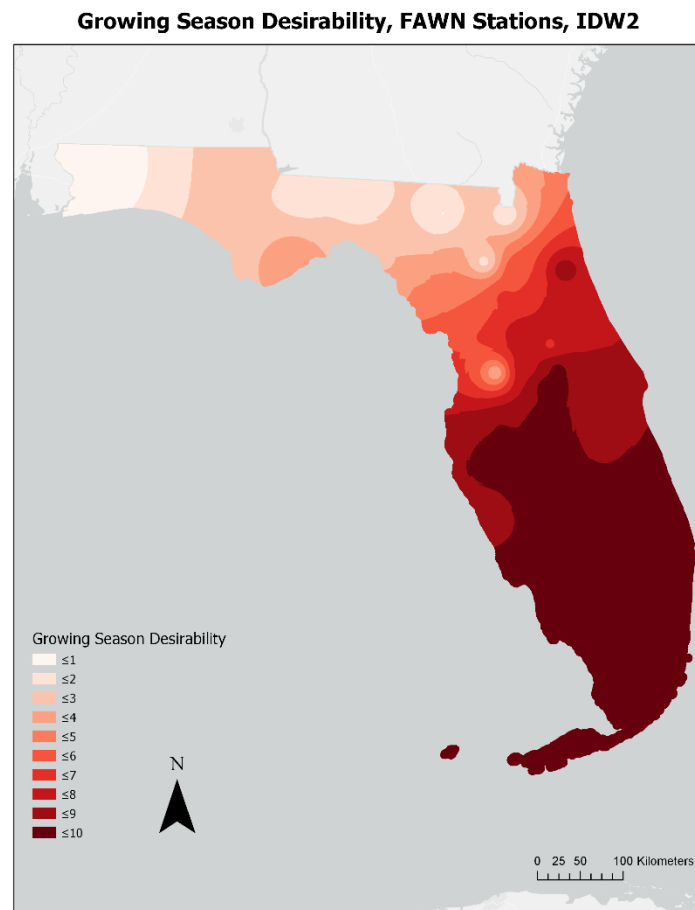 Growing Season Desirability, FAWN Stations, IDW2
Growing Season Desirability
≤1
≤2
≤3
≤4
≤5
≤6
≤7
≤8
≤9
≤10
N
0 25 50 100 Kilometers